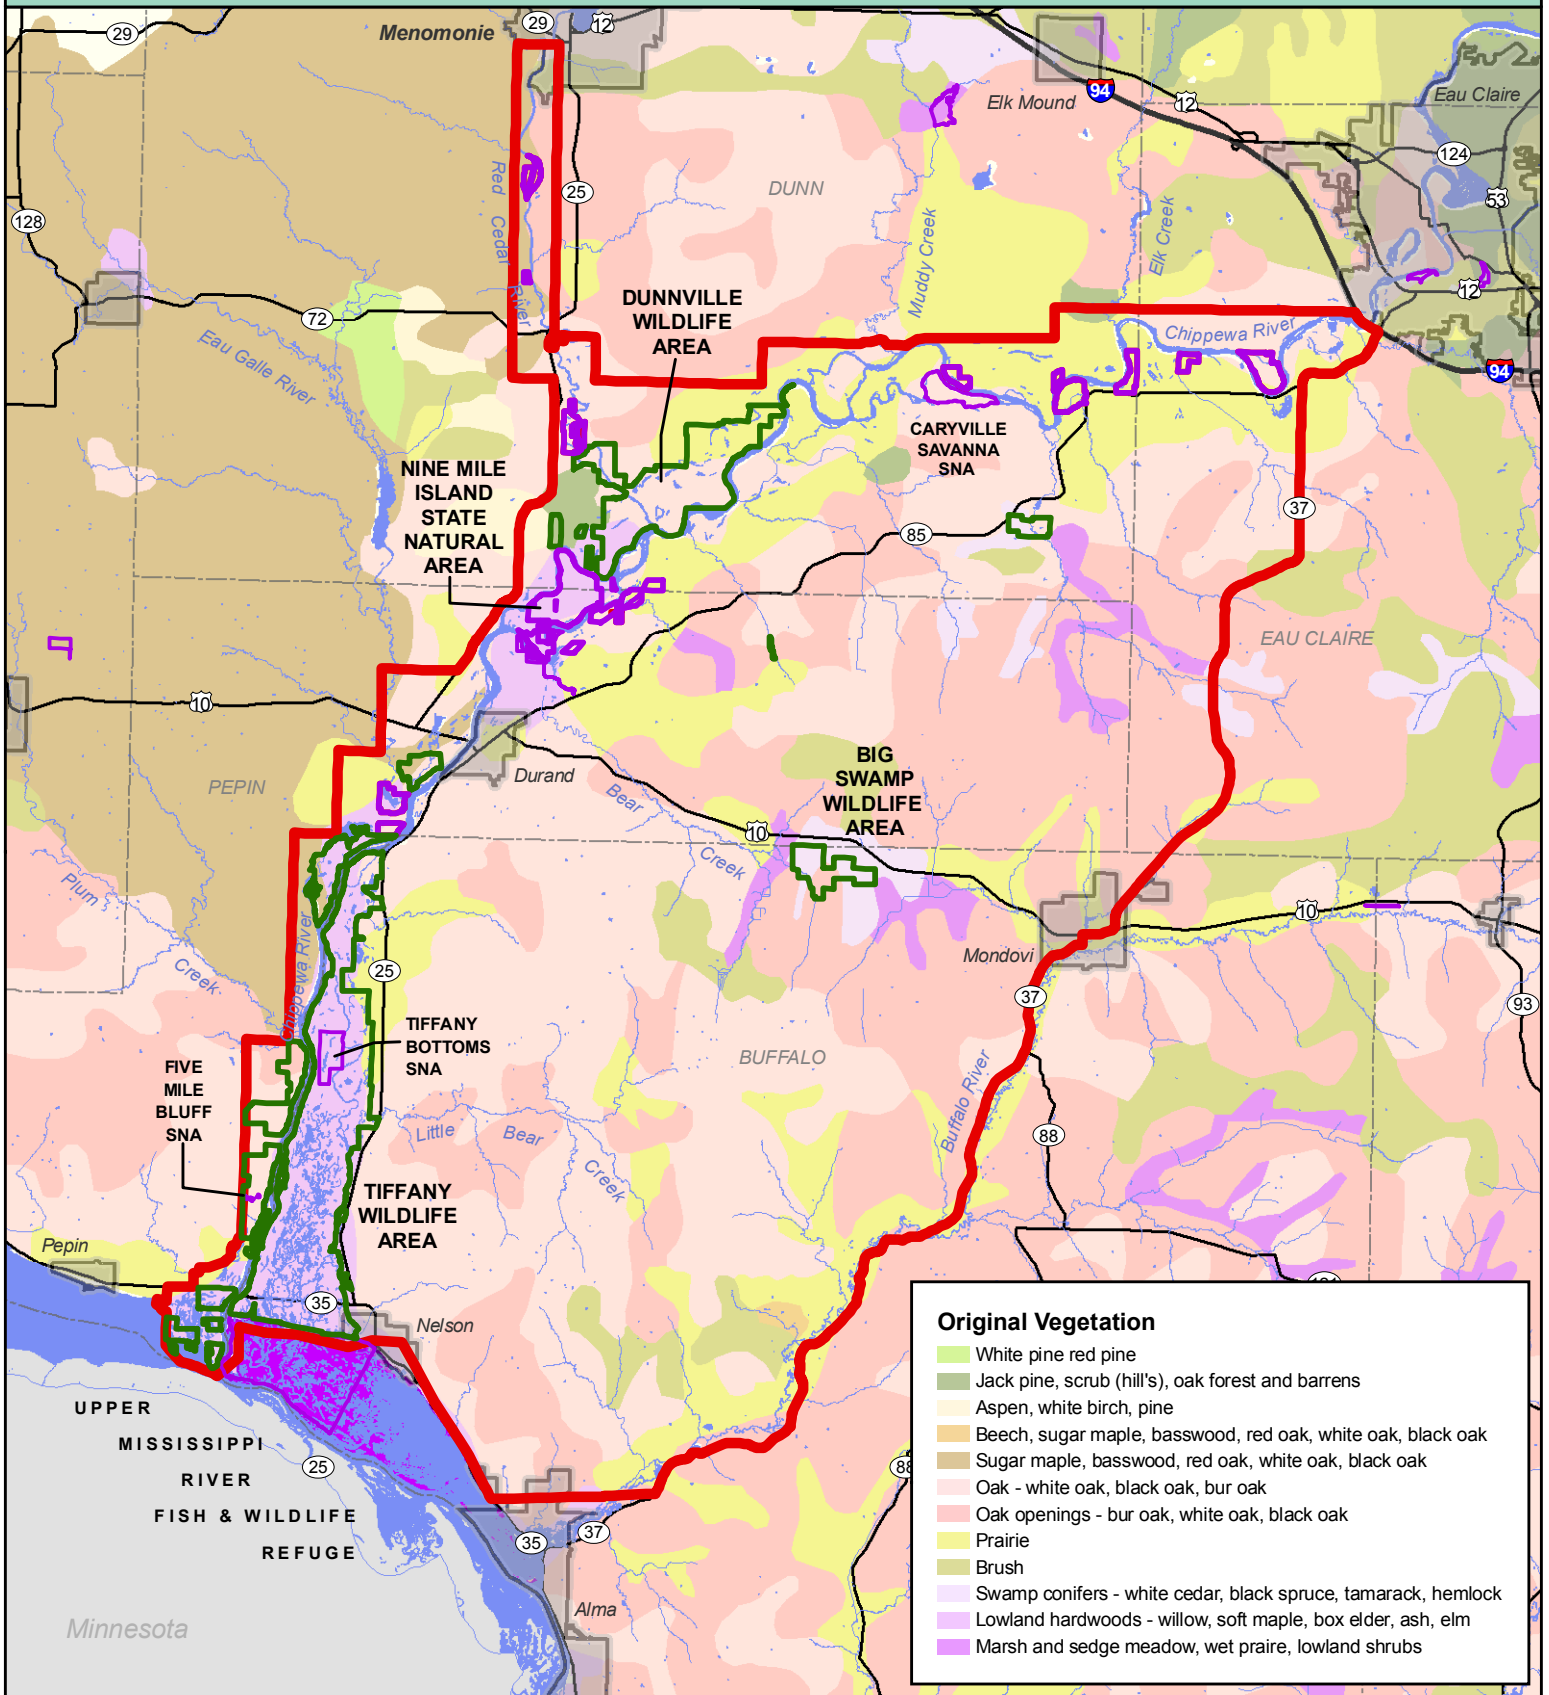 29
Menomonie
29
12
94
Elk Mound
12
Eau Claire
124
53
128
Red Cedar River
25
DUNN
Muddy Creek
Elk Creek
12
72
Eau Galle River
DUNNVILLE
WILDLIFE
AREA
Chippewa River
94
CARYVILLE
SAVANNA
SNA
NINE MILE
ISLAND
STATE
NATURAL
AREA
37
85
EAU CLAIRE
10
PEPIN
Durand
Bear
Creek
BIG
SWAMP
WILDLIFE
AREA
10
Plum
Creek
Chippewa River
25
Mondovi
10
37
93
TIFFANY
BOTTOMS
SNA
BUFFALO
FIVE
MILE
BLUFF
SNA
Little Bear
Creek
Buffalo River
88
TIFFANY
WILDLIFE
AREA
Pepin
35
Nelson
UPPER
MISSISSIPPI
RIVER
FISH & WILDLIFE
REFUGE
25
88
35
37
Alma
Minnesota
Original Vegetation
White pine red pine
Jack pine, scrub (hill's), oak forest and barrens
Aspen, white birch, pine
Beech, sugar maple, basswood, red oak, white oak, black oak
Sugar maple, basswood, red oak, white oak, black oak
Oak - white oak, black oak, bur oak
Oak openings - bur oak, white oak, black oak
Prairie
Brush
Swamp conifers - white cedar, black spruce, tamarack, hemlock
Lowland hardwoods - willow, soft maple, box elder, ash, elm
Marsh and sedge meadow, wet praire, lowland shrubs